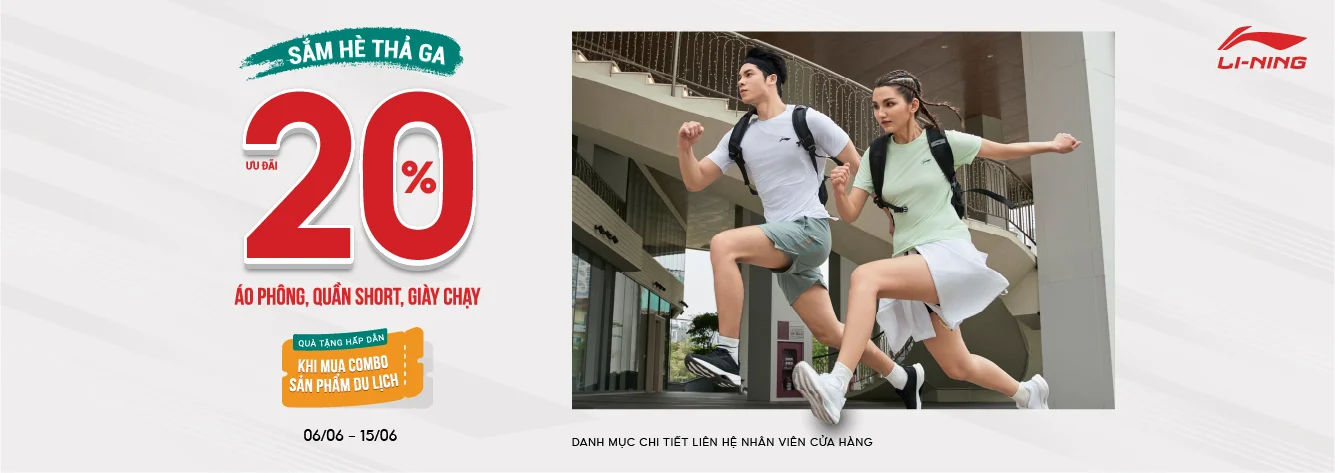 SẮM HÈ THẢ GA
ƯU ĐÃI
20%
ÁO PHÔNG, QUẦN SHORT, GIÀY CHẠY
QUÀ TẶNG HẤP DẪN
KHI MUA COMBO
SẢN PHẨM DU LỊCH
06/06 – 15/06
LI-NING
DANH MỤC CHI TIẾT LIÊN HỆ NHÂN VIÊN CỬA HÀNG